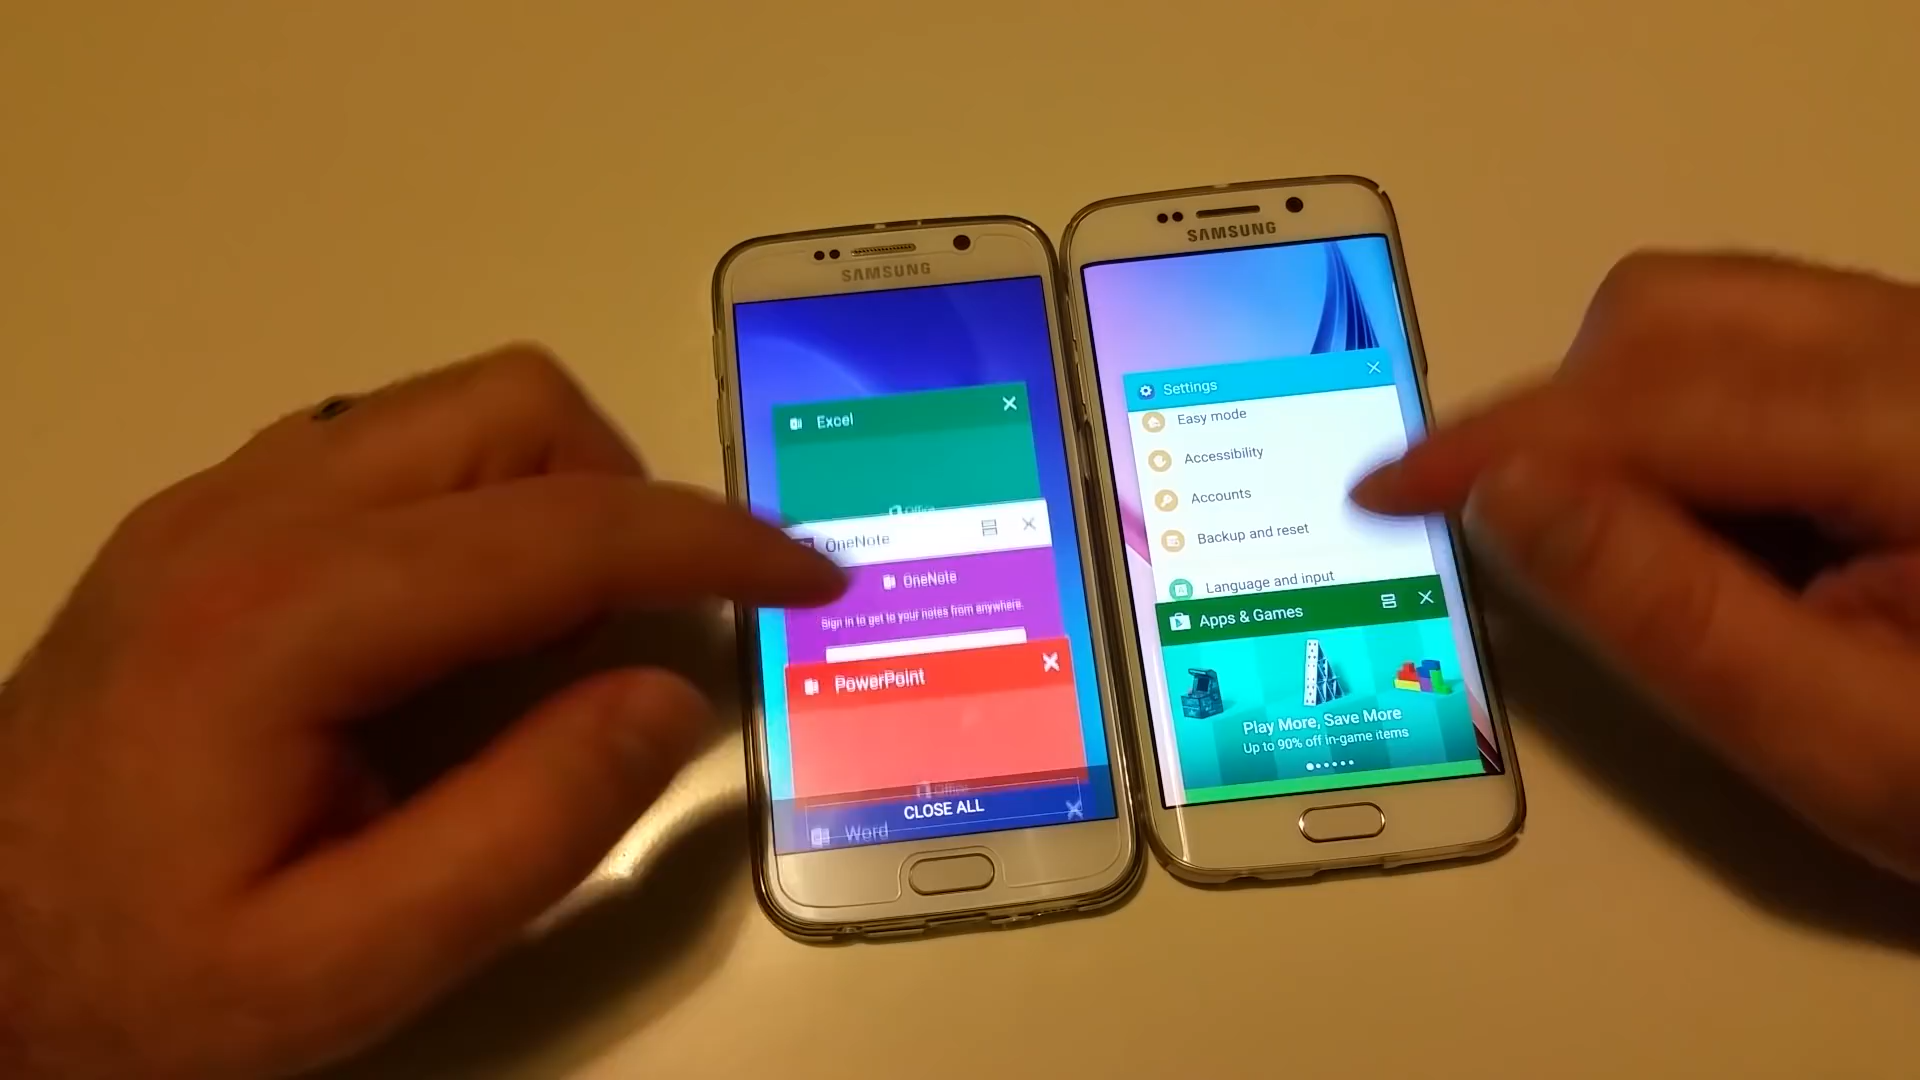 SAMSUNG
Excel
Office
OneNote
OneNote
Sign in to get to your notes from anywhere.
PowerPoint
Office
CLOSE ALL
Word
SAMSUNG
Settings
Easy mode
Accessibility
Accounts
Backup and reset
Language and input
Apps & Games
Play More, Save More
Up to 90% off in-game items